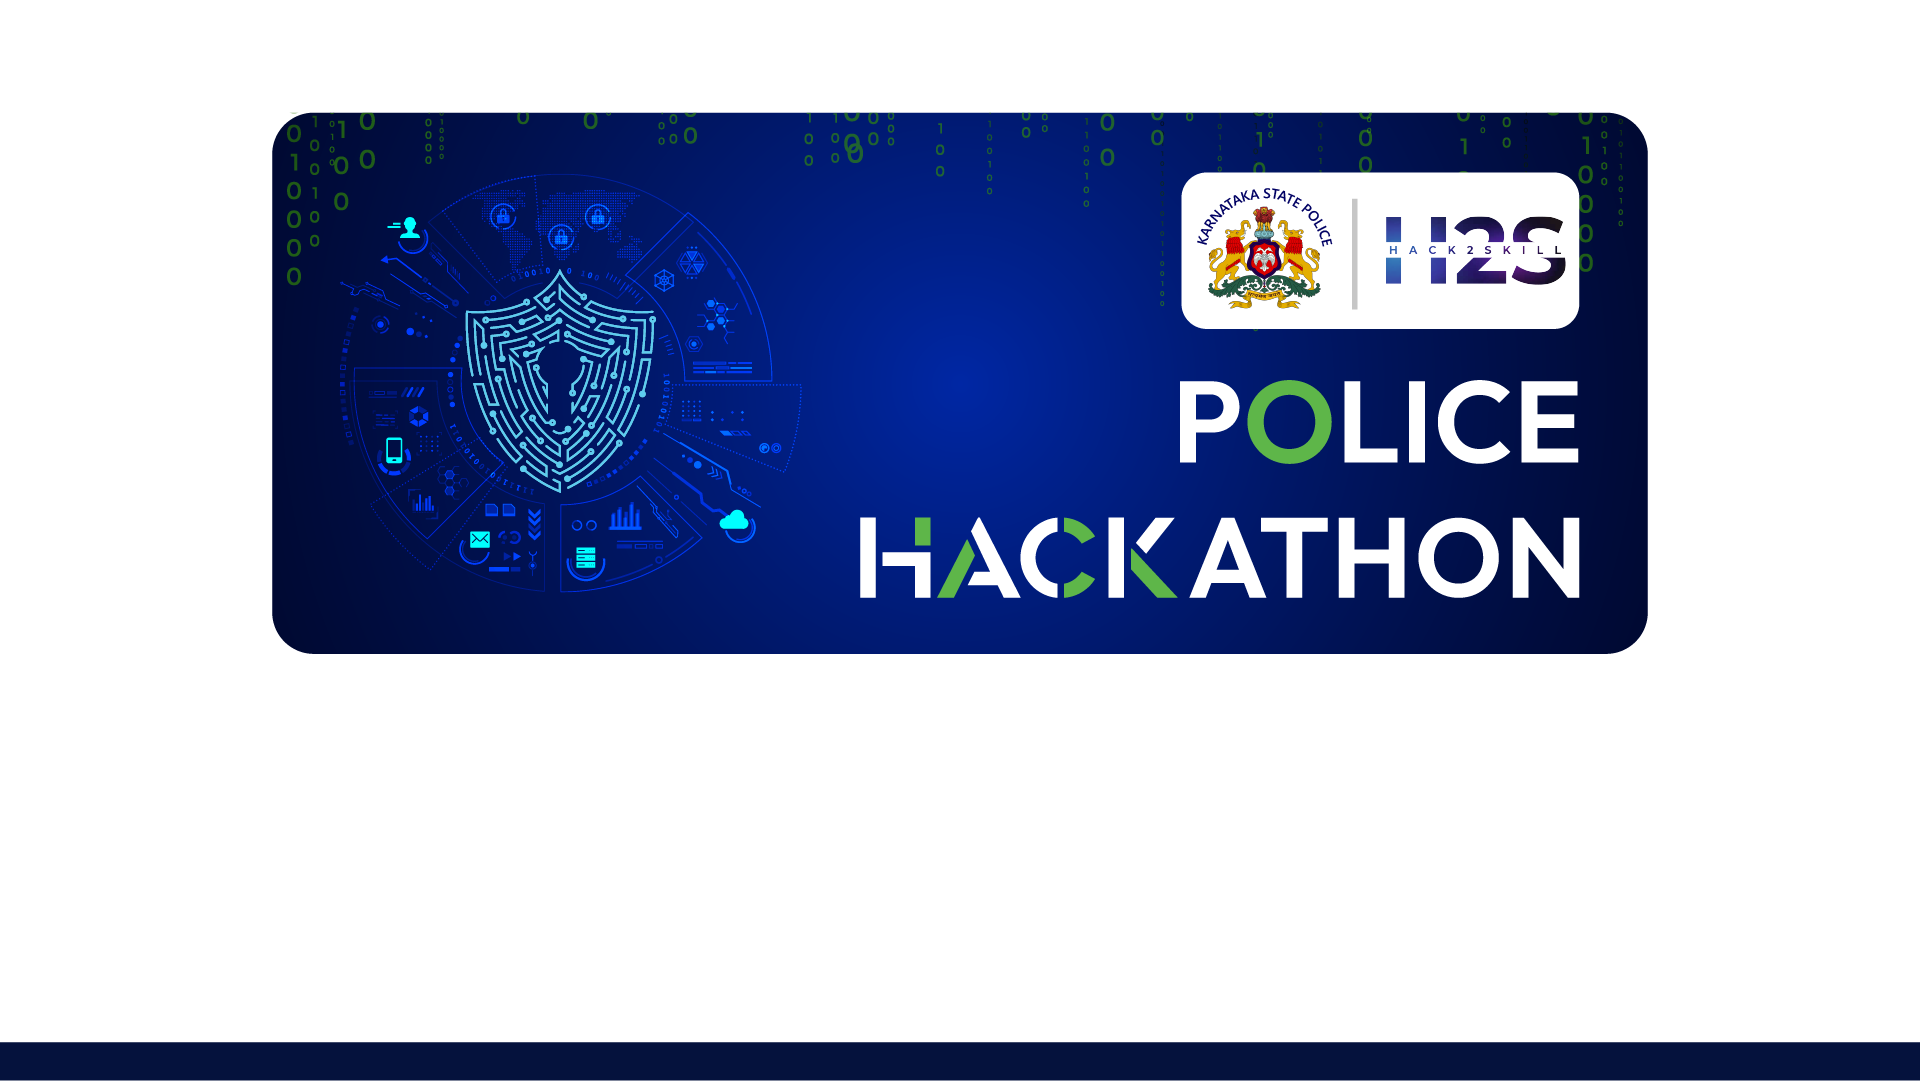 KARNATAKA STATE POLICE
H2S
HACK2SKILL
POLICE
HACKATHON